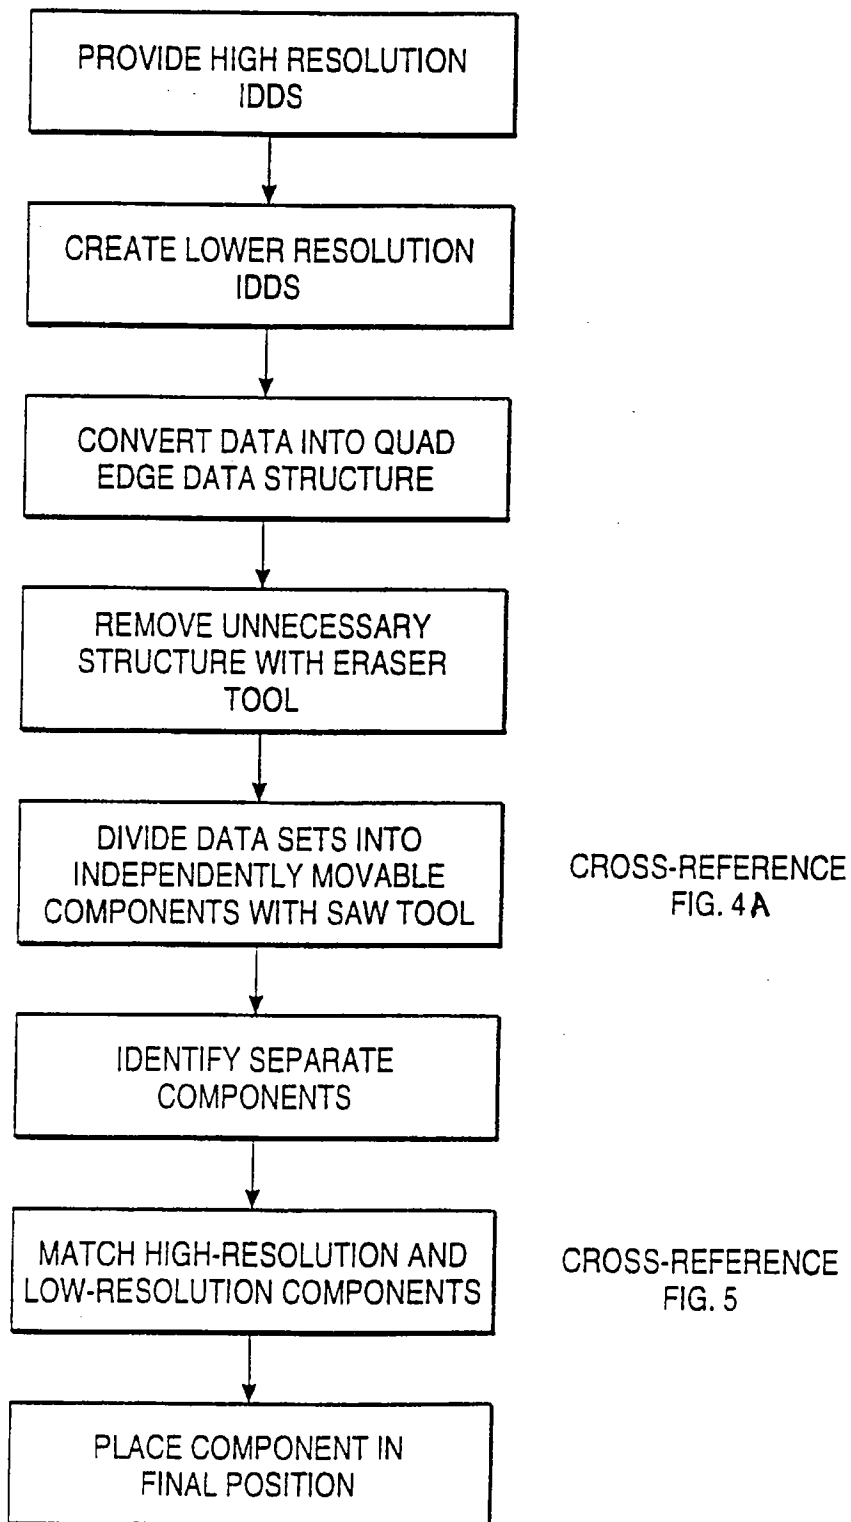 PROVIDE HIGH RESOLUTION
IDDS
CREATE LOWER RESOLUTION
IDDS
CONVERT DATA INTO QUAD
EDGE DATA STRUCTURE
REMOVE UNNECESSARY
STRUCTURE WITH ERASER
TOOL
DIVIDE DATA SETS INTO
INDEPENDENTLY MOVABLE
COMPONENTS WITH SAW TOOL
CROSS-REFERENCE
FIG. 4A
IDENTIFY SEPARATE
COMPONENTS
MATCH HIGH-RESOLUTION AND
LOW-RESOLUTION COMPONENTS
CROSS-REFERENCE
FIG. 5
PLACE COMPONENT IN
FINAL POSITION